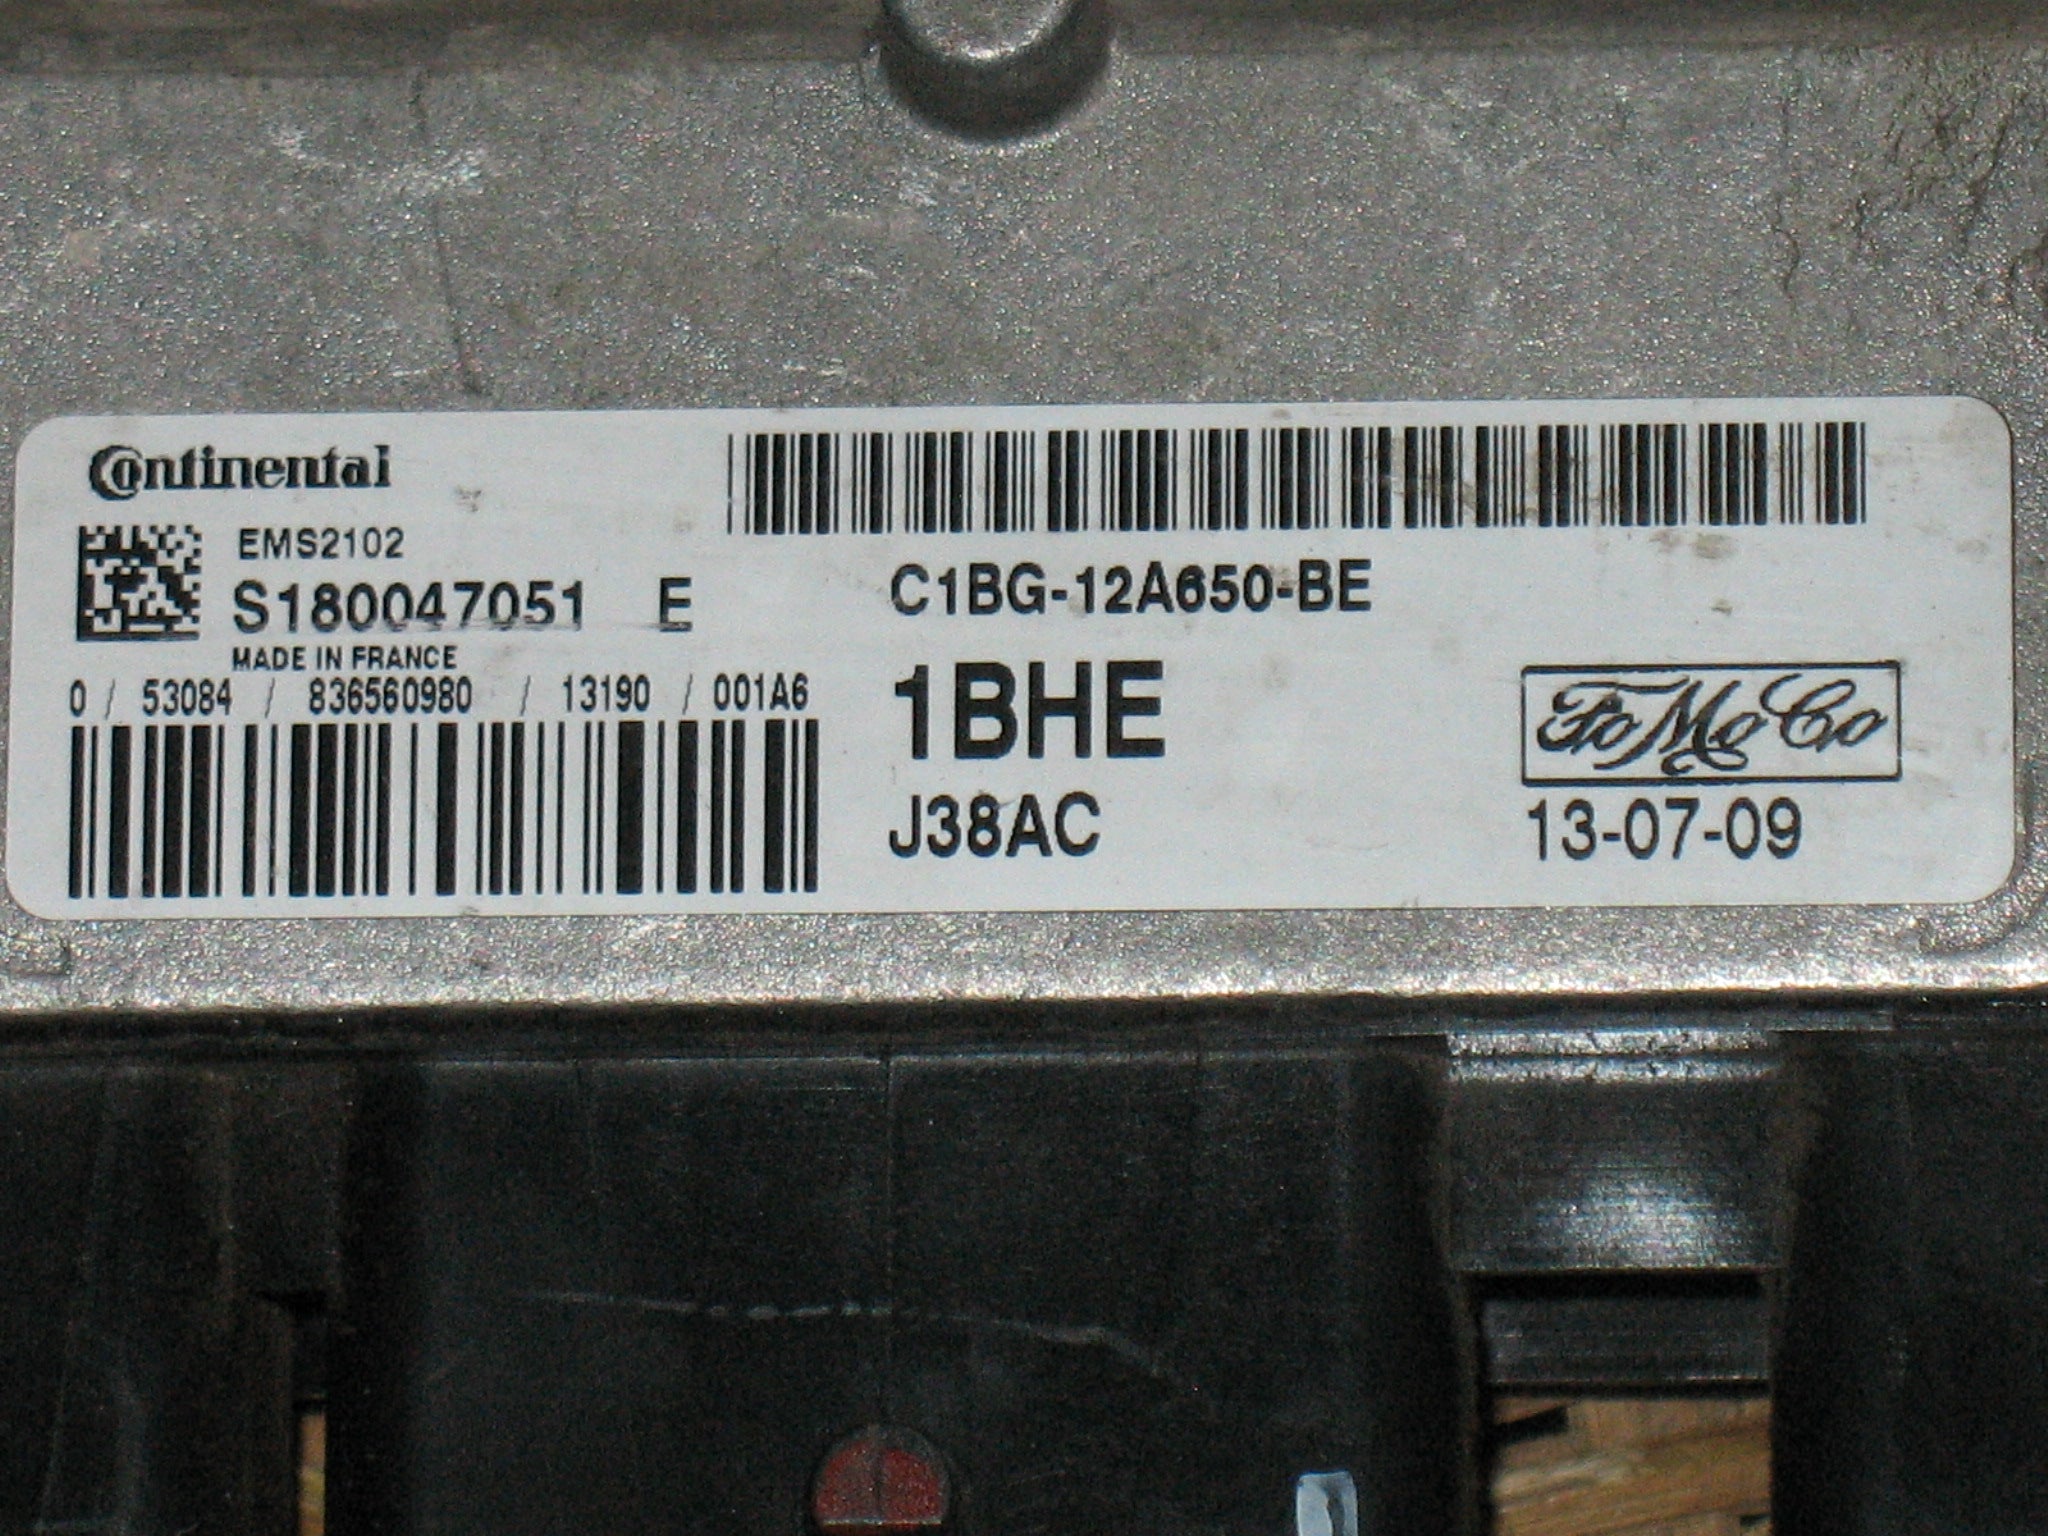 Continental
EMS2102
S180047051 E
MADE IN FRANCE
0 / 53084 / 836560980 / 13190 / 001A6
C1BG-12A650-BE
1BHE
J38AC
FoMoCo
13-07-09